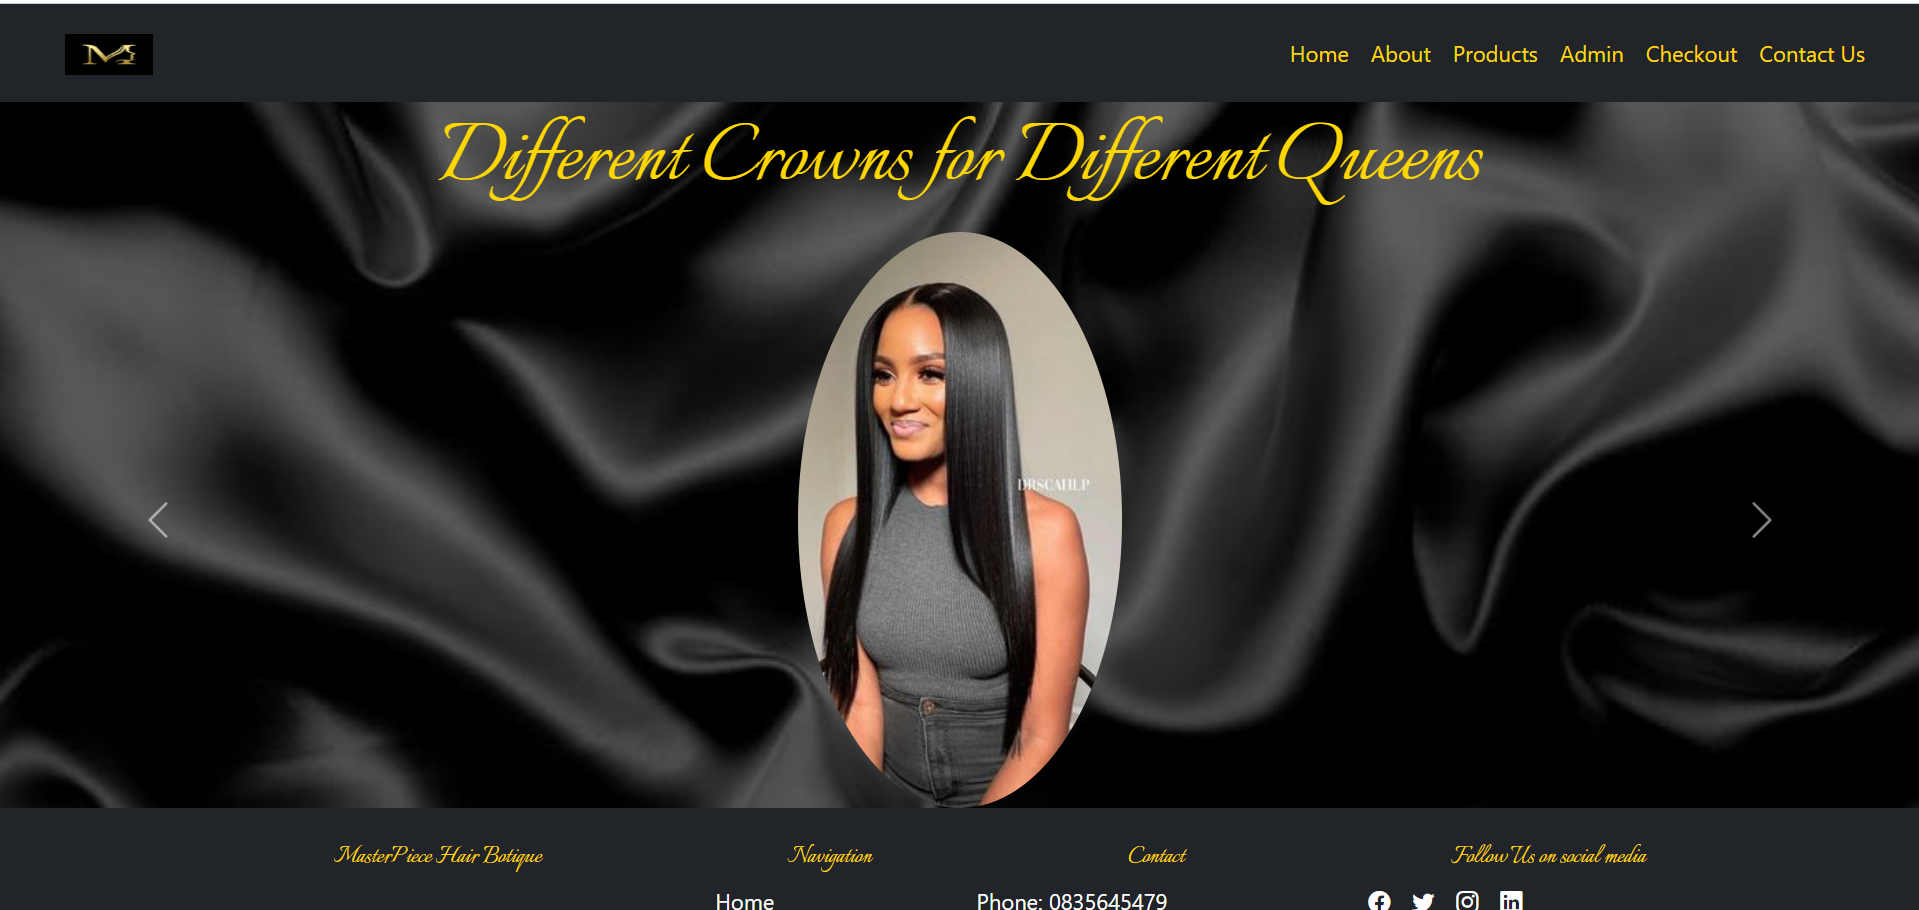 M
Home About Products Admin Checkout Contact Us
Different Crowns for Different Queens
DRSCAHLP
MasterPiece Hair Botique Navigation Contact Follow Us on social media
Home Phone: 0835645479